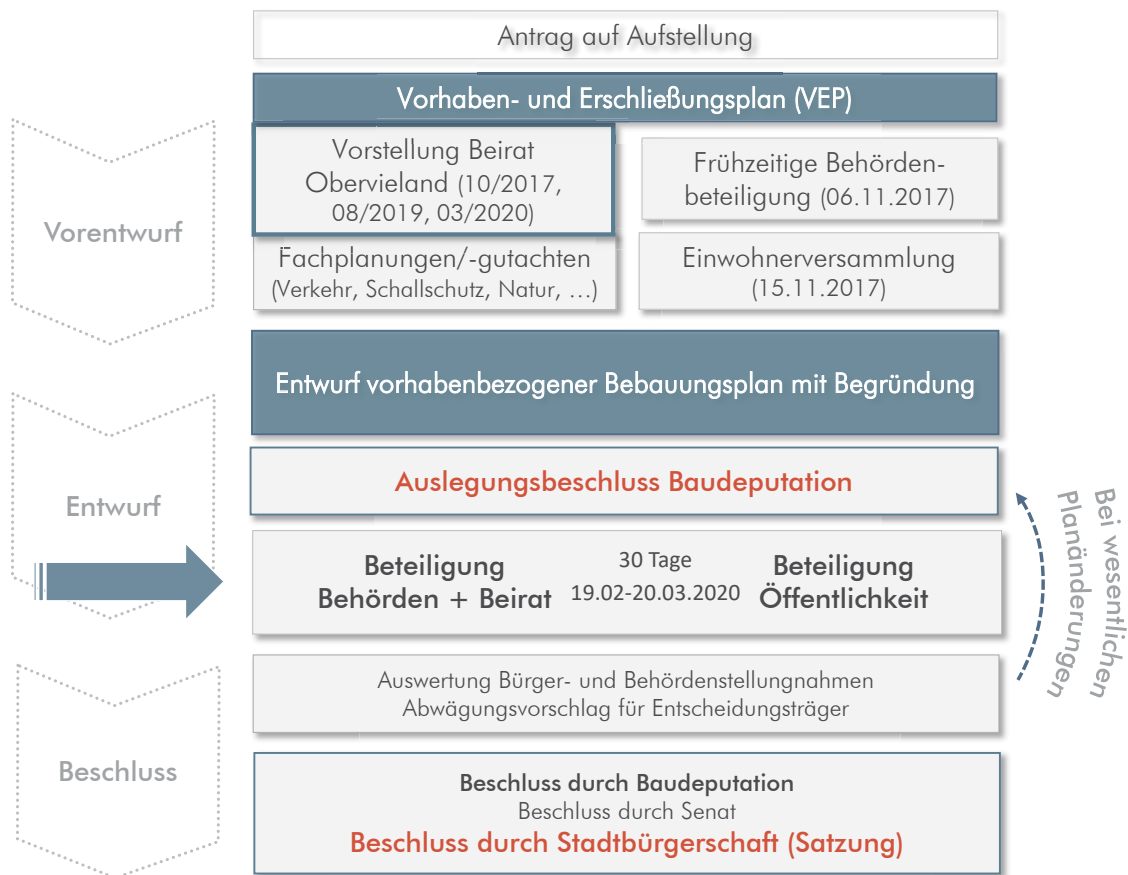 Antrag auf Aufstellung
Vorhaben- und Erschließungsplan (VEP)
Vorentwurf
Vorstellung Beirat
Obervieland (10/2017,
08/2019, 03/2020)
Frühzeitige Behörden-
beteiligung (06.11.2017)
Fachplanungen/-gutachten
(Verkehr, Schallschutz, Natur, …)
Einwohnerversammlung
(15.11.2017)
Entwurf vorhabenbezogener Bebauungsplan mit Begründung
Entwurf
Auslegungsbeschluss Baudeputation
Beteiligung
Behörden + Beirat
30 Tage
19.02-20.03.2020
Beteiligung
Öffentlichkeit
Bei wesentlichen
Planänderungen
Auswertung Bürger- und Behördenstellungnahmen
Abwägungsvorschlag für Entscheidungsträger
Beschluss
Beschluss durch Baudeputation
Beschluss durch Senat
Beschluss durch Stadtbürgerschaft (Satzung)